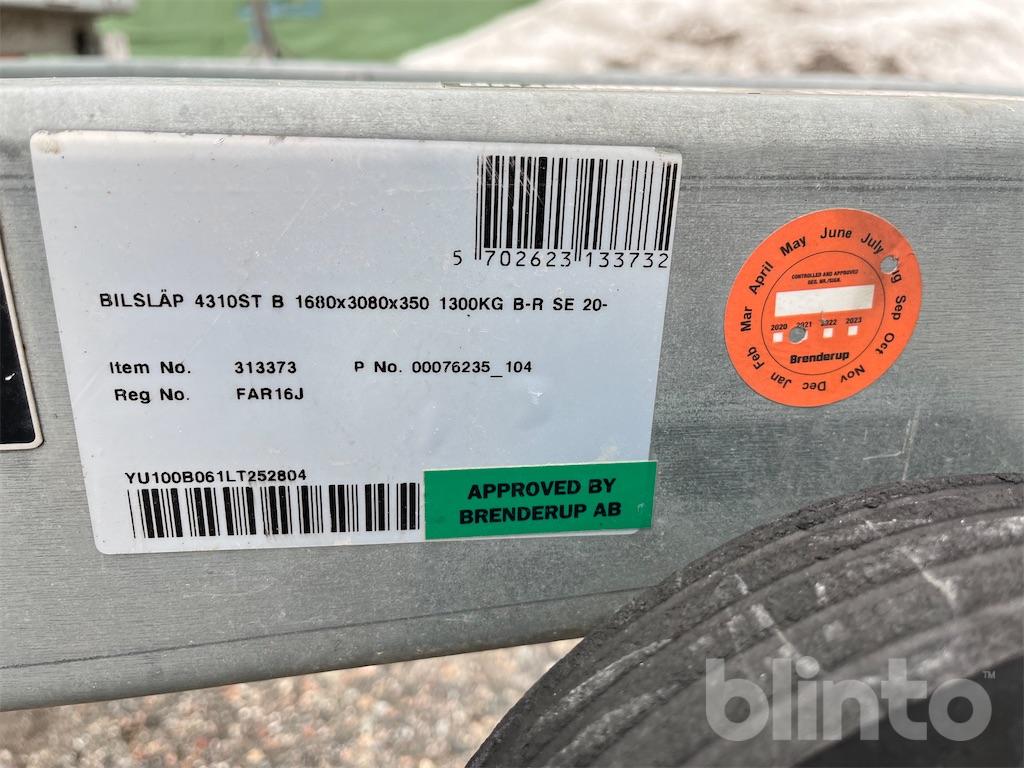 5 702623 133732
BILSLÄP 4310ST B 1680x3080x350 1300KG B-R SE 20-
Item No. 313373 P No. 00076235_104
Reg No. FAR16J
YU100B061LT252804
APPROVED BY
BRENDERUP AB
Jan Feb Mar April May June July Aug Sep Oct Nov Dec
CONTROLLED AND APPROVED
2020 2021 2022 2023
Brenderup
blinto™